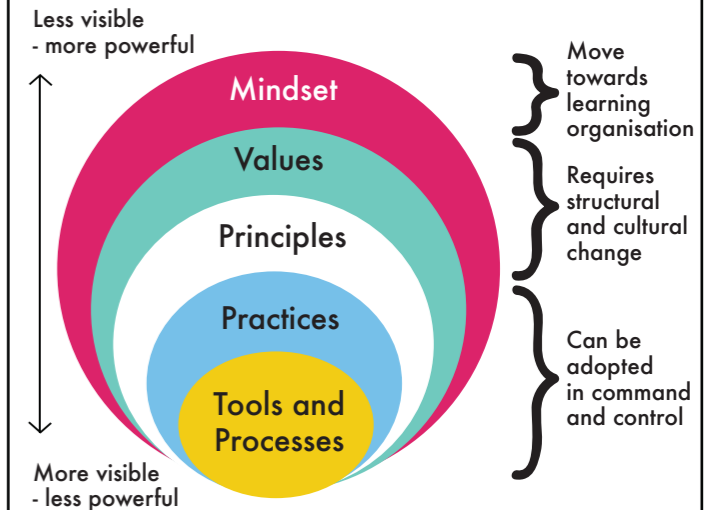 Less visible
- more powerful
Mindset
Values
Principles
Practices
Tools and
Processes
More visible
- less powerful
Move
towards
learning
organisation
Requires
structural
and cultural
change
Can be
adopted
in command
and control